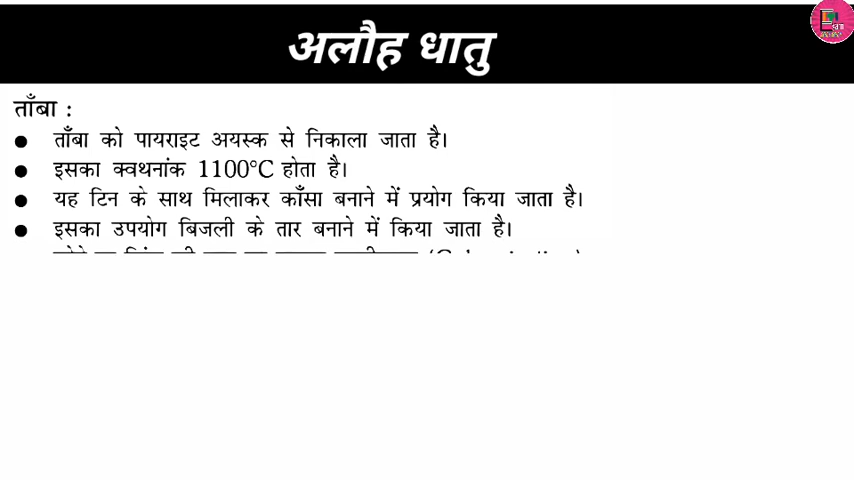 अलौह धातु
ताँबा :
● ताँबा को पायराइट अयस्क से निकाला जाता है।
● इसका क्वथनांक 1100°C होता है।
● यह टिन के साथ मिलाकर काँसा बनाने में प्रयोग किया जाता है।
● इसका उपयोग बिजली के तार बनाने में किया जाता है।